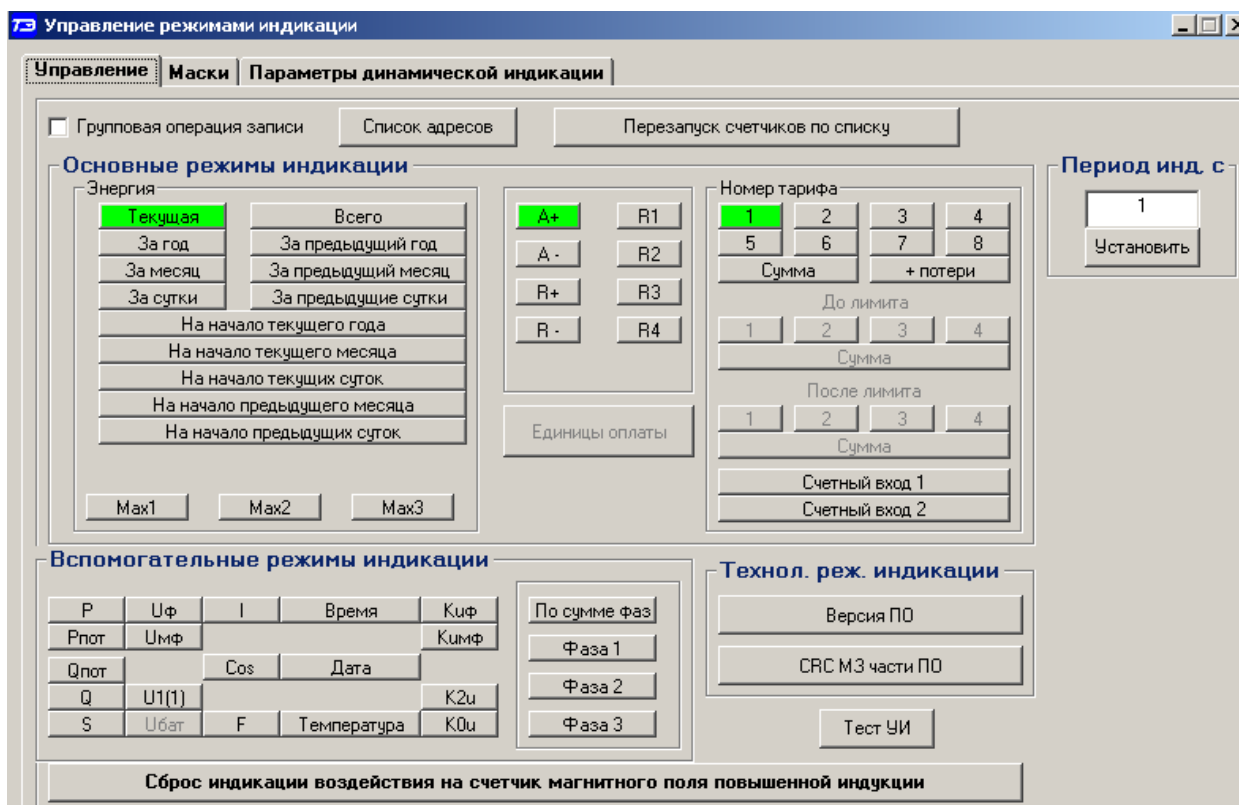 ТЭ Управление режимами индикации
Управление Маски Параметры динамической индикации
Групповая операция записи Список адресов Перезапуск счетчиков по списку
Основные режимы индикации
Энергия
Текущая Всего
За год За предыдущий год
За месяц За предыдущий месяц
За сутки За предыдущие сутки
На начало текущего года
На начало текущего месяца
На начало текущих суток
На начало предыдущего месяца
На начало предыдущих суток
Max1 Max2 Max3
A+ R1
A - R2
R+ R3
R - R4
Единицы оплаты
Номер тарифа
1 2 3 4
5 6 7 8
Сумма + потери
До лимита
1 2 3 4
Сумма
После лимита
1 2 3 4
Сумма
Счетный вход 1
Счетный вход 2
Период инд, с
1
Установить
Вспомогательные режимы индикации
P Uф I Время Kuф
Pпот Uмф Kuмф
Qпот Cos Дата
Q U1(1) K2u
S Uбат F Температура K0u
По сумме фаз
Фаза 1
Фаза 2
Фаза 3
Технол. реж. индикации
Версия ПО
CRC МЗ части ПО
Тест УИ
Сброс индикации воздействия на счетчик магнитного поля повышенной индукции